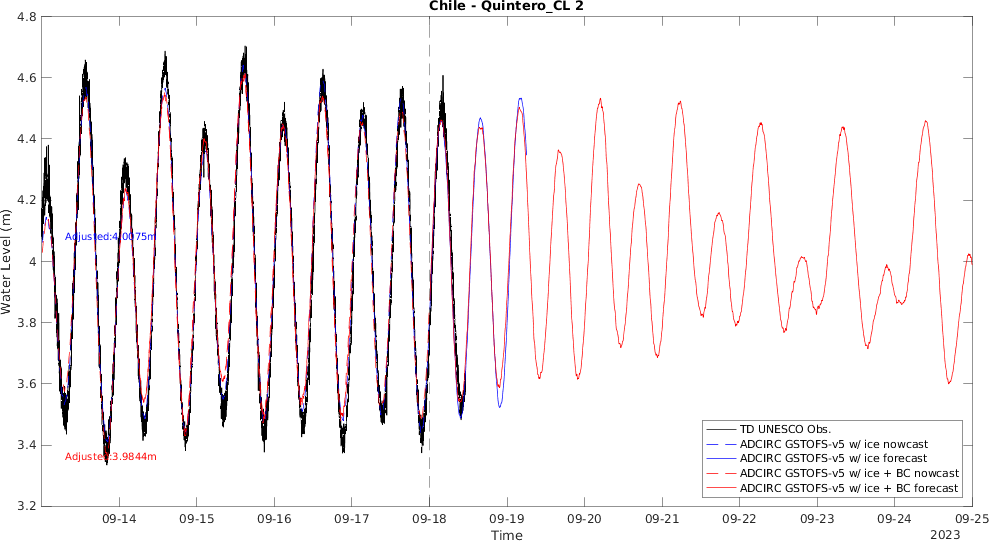 Chile - Quintero_CL 2
4.8
4.6
4.4
4.2
4
3.8
3.6
3.4
3.2
Water Level (m)
Adjusted:4.0075m
Adjusted:3.9844m
TD UNESCO Obs.
ADCIRC GSTOFS-v5 w/ ice nowcast
ADCIRC GSTOFS-v5 w/ ice forecast
ADCIRC GSTOFS-v5 w/ ice + BC nowcast
ADCIRC GSTOFS-v5 w/ ice + BC forecast
09-14 09-15 09-16 09-17 09-18 09-19 09-20 09-21 09-22 09-23 09-24 09-25
Time
2023